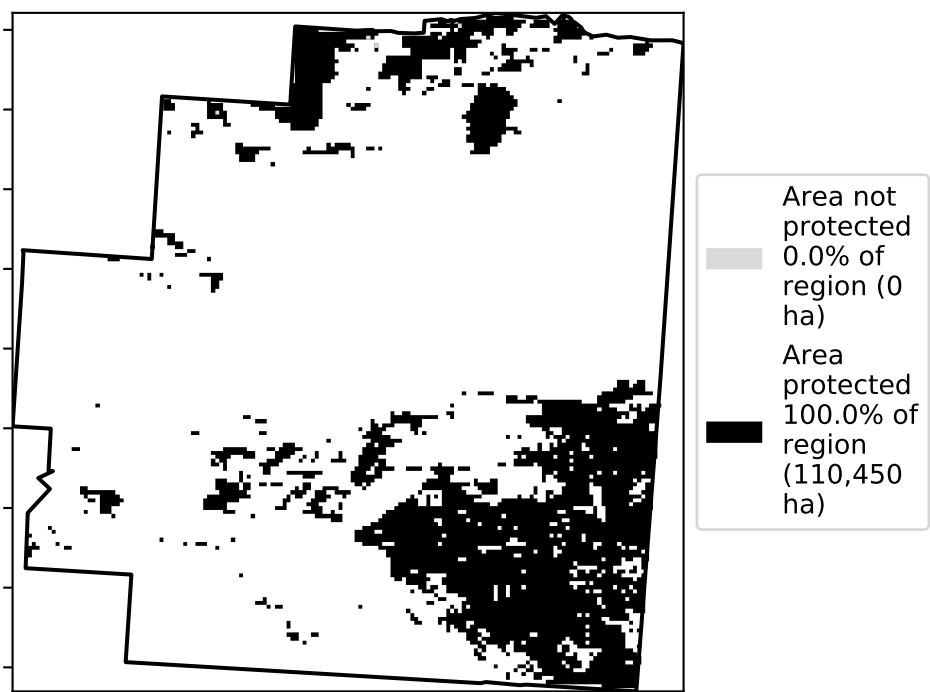 Area not
protected
0.0% of
region (0
ha)
Area
protected
100.0% of
region
(110,450
ha)